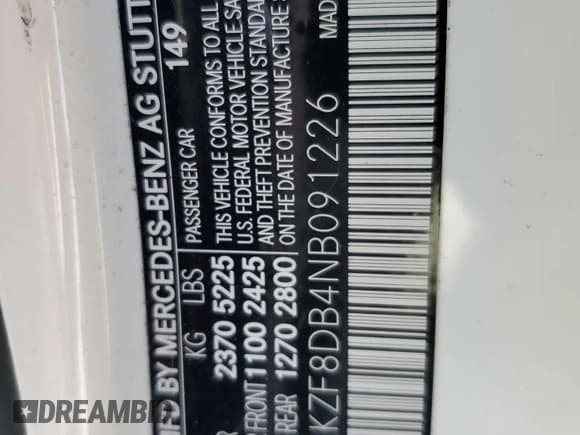 MFD BY MERCEDES-BENZ AG STUTT
149
KG LBS PASSENGER CAR
2370 5225 THIS VEHICLE CONFORMS TO ALL
U.S. FEDERAL MOTOR VEHICLE SA
FRONT 1100 2425 AND THEFT PREVENTION STANDA
REAR 1270 2800 ON THE DATE OF MANUFACTURE
MAD
KZF8DB4NB091226
DREAMBI